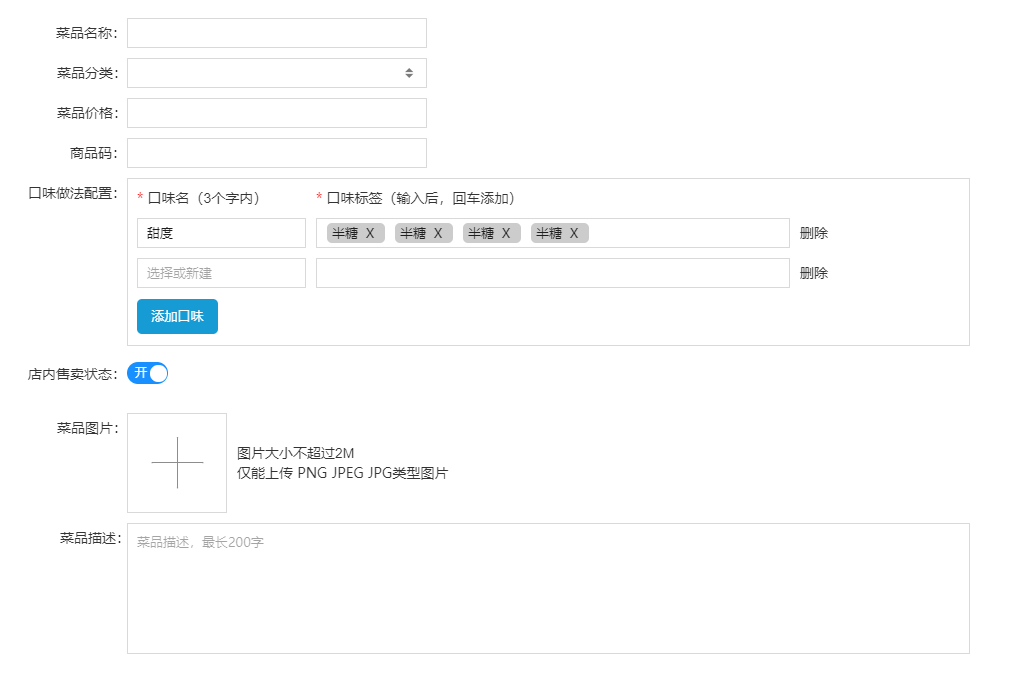 菜品名称：
菜品分类：
菜品价格：
商品码：
口味做法配置：
* 口味名（3个字内） * 口味标签（输入后，回车添加）
甜度 半糖 X 半糖 X 半糖 X 半糖 X 删除
选择或新建 删除
添加口味
店内售卖状态： 开
菜品图片：
图片大小不超过2M
仅能上传 PNG JPEG JPG类型图片
菜品描述：
菜品描述，最长200字